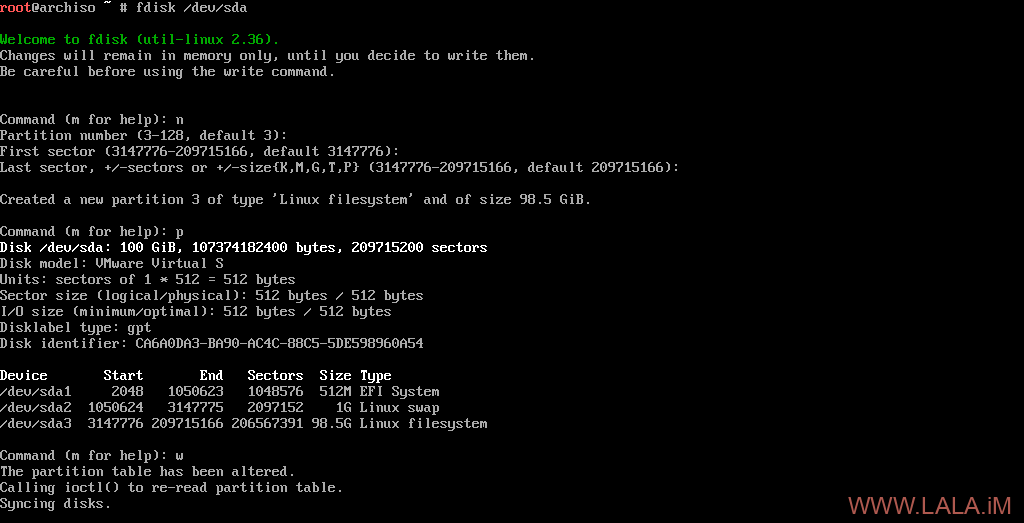 root@archiso ~ # fdisk /dev/sda
Welcome to fdisk (util-linux 2.36).
Changes will remain in memory only, until you decide to write them.
Be careful before using the write command.
Command (m for help): n
Partition number (3-128, default 3):
First sector (3147776-209715166, default 3147776):
Last sector, +/-sectors or +/-size{K,M,G,T,P} (3147776-209715166, default 209715166):
Created a new partition 3 of type 'Linux filesystem' and of size 98.5 GiB.
Command (m for help): p
Disk /dev/sda: 100 GiB, 107374182400 bytes, 209715200 sectors
Disk model: VMware Virtual S
Units: sectors of 1 * 512 = 512 bytes
Sector size (logical/physical): 512 bytes / 512 bytes
I/O size (minimum/optimal): 512 bytes / 512 bytes
Disklabel type: gpt
Disk identifier: CA6A0DA3-BA90-AC4C-88C5-5DE598960A54
Device Start End Sectors Size Type
/dev/sda1 2048 1050623 1048576 512M EFI System
/dev/sda2 1050624 3147775 2097152 1G Linux swap
/dev/sda3 3147776 209715166 206567391 98.5G Linux filesystem
Command (m for help): w
The partition table has been altered.
Calling ioctl() to re-read partition table.
Syncing disks.
WWW.LALA.iM